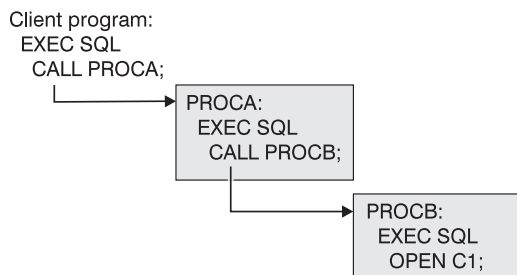 Client program:
EXEC SQL
CALL PROCA;
PROCA:
EXEC SQL
CALL PROCB;
PROCB:
EXEC SQL
OPEN C1;